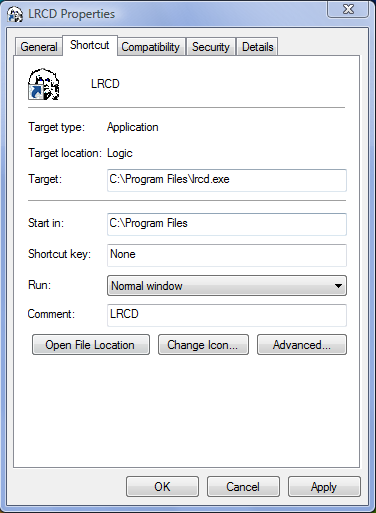 LRCD Properties
General Shortcut Compatibility Security Details
LRCD
Target type: Application
Target location: Logic
Target: C:\Program Files\lrcd.exe
Start in: C:\Program Files
Shortcut key: None
Run: Normal window
Comment: LRCD
Open File Location Change Icon... Advanced...
OK Cancel Apply